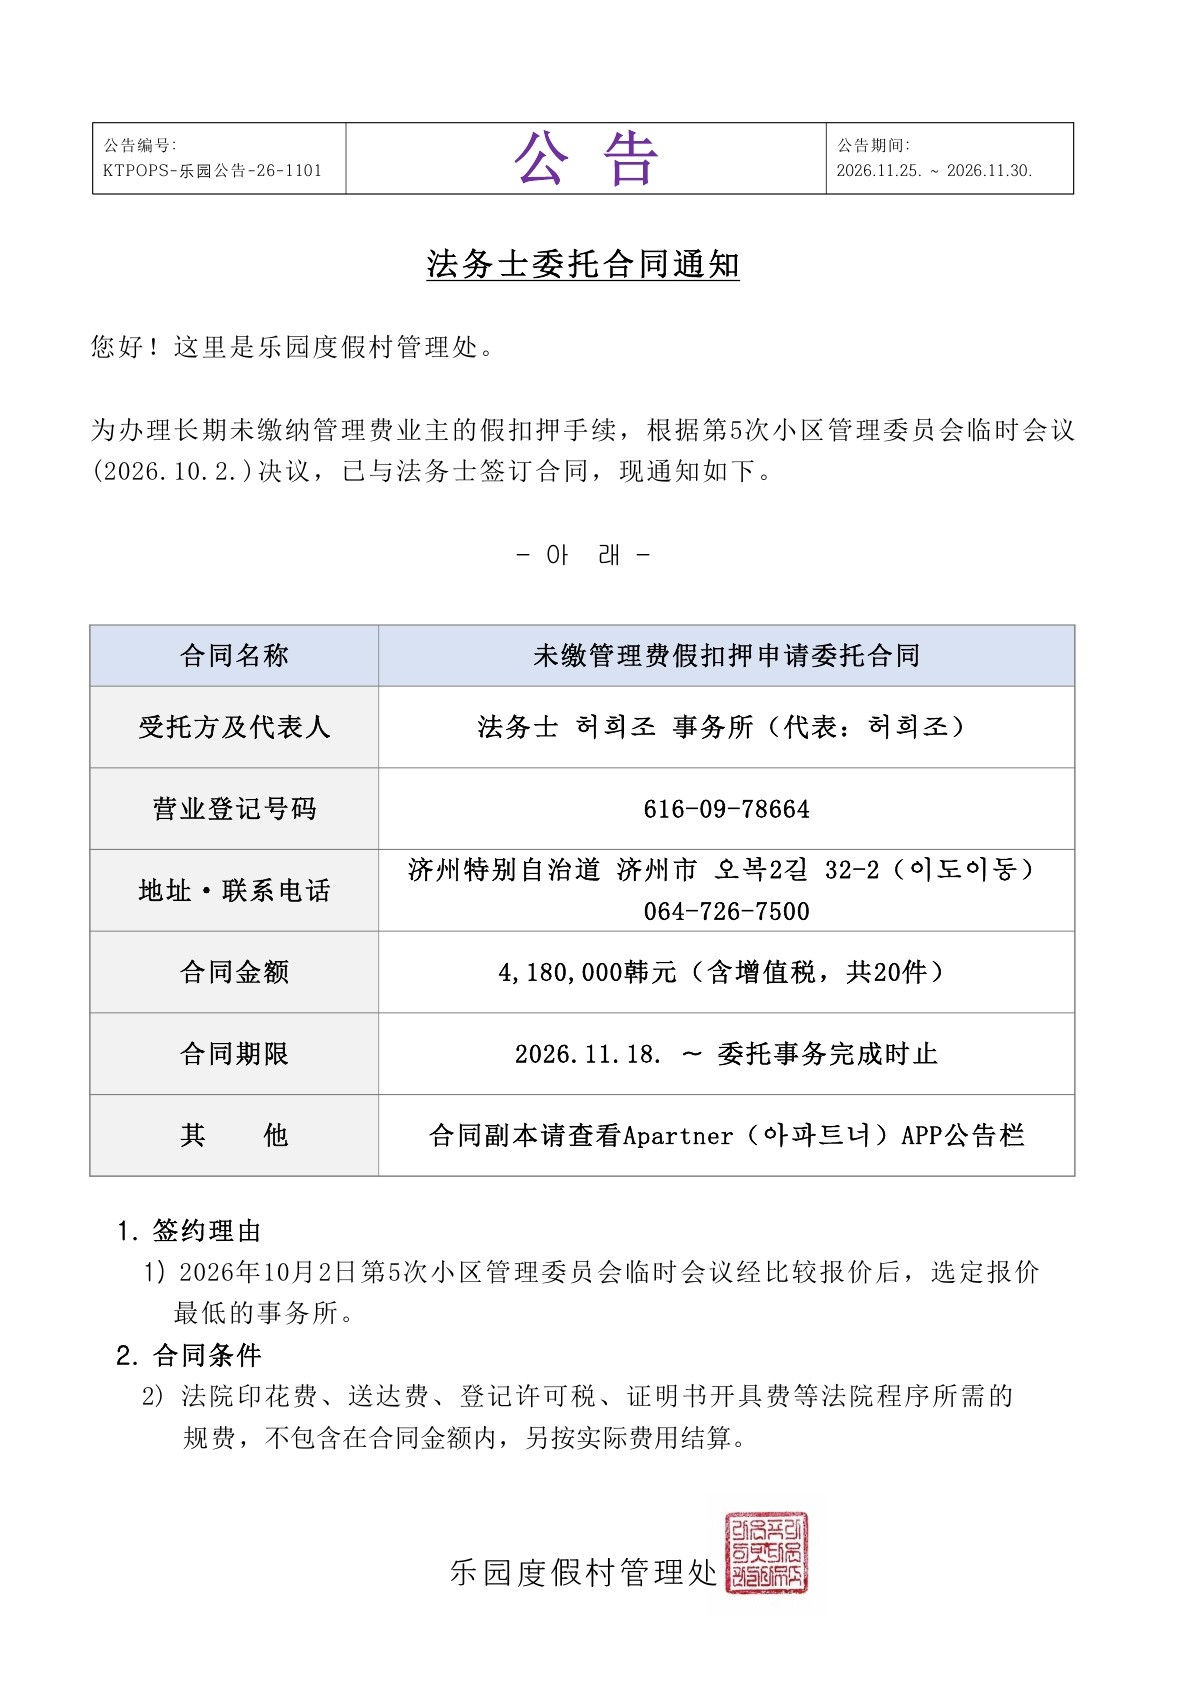 公告编号:
KTPOPS-乐园公告-26-1101
公 告
公告期间:
2026.11.25. ~ 2026.11.30.
法务士委托合同通知
您好! 这里是乐园度假村管理处。
为办理长期未缴纳管理费业主的假扣押手续，根据第5次小区管理委员会临时会议
(2026.10.2.)决议，已与法务士签订合同，现通知如下。
- 아 래 -
合同名称 未缴管理费假扣押申请委托合同
受托方及代表人 法务士 허희조 事务所（代表: 허희조）
营业登记号码 616-09-78664
地址·联系电话 济州特别自治道 济州市 오복2길 32-2（이도이동）
064-726-7500
合同金额 4,180,000韩元（含增值税，共20件）
合同期限 2026.11.18. ~ 委托事务完成时止
其 他 合同副本请查看Apartner（아파트너）APP公告栏
1. 签约理由
1) 2026年10月2日第5次小区管理委员会临时会议经比较报价后，选定报价
最低的事务所。
2. 合同条件
2) 法院印花费、送达费、登记许可税、证明书开具费等法院程序所需的
规费，不包含在合同金额内，另按实际费用结算。
乐园度假村管理处